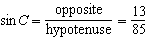 sin C = opposite/hypotenuse = 13/85